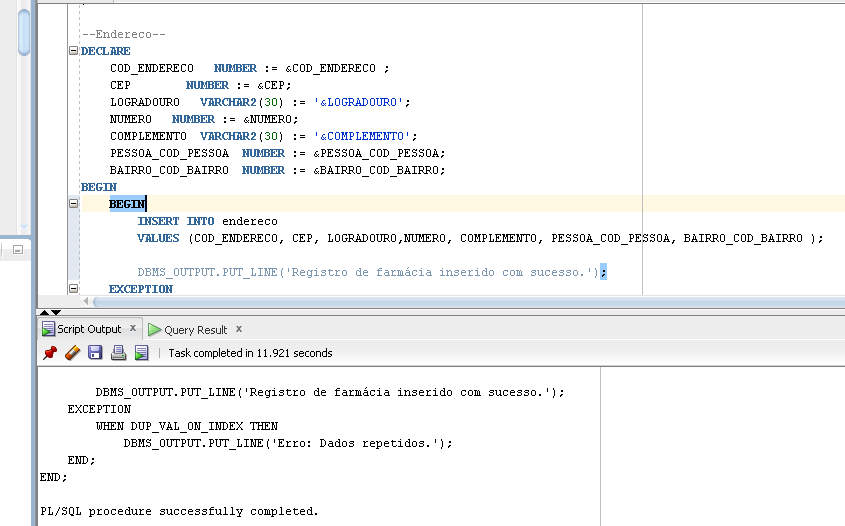 --Endereco--
DECLARE
COD_ENDERECO NUMBER := &COD_ENDERECO ;
CEP NUMBER := &CEP;
LOGRADOURO VARCHAR2(30) := '&LOGRADOURO';
NUMERO NUMBER := &NUMERO;
COMPLEMENTO VARCHAR2(30) := '&COMPLEMENTO';
PESSOA_COD_PESSOA NUMBER := &PESSOA_COD_PESSOA;
BAIRRO_COD_BAIRRO NUMBER := &BAIRRO_COD_BAIRRO;
BEGIN
BEGIN
INSERT INTO endereco
VALUES (COD_ENDERECO, CEP, LOGRADOURO,NUMERO, COMPLEMENTO, PESSOA_COD_PESSOA, BAIRRO_COD_BAIRRO );
DBMS_OUTPUT.PUT_LINE('Registro de farmácia inserido com sucesso.');
EXCEPTION
Script Output x Query Result x
Task completed in 11.921 seconds
DBMS_OUTPUT.PUT_LINE('Registro de farmácia inserido com sucesso.');
EXCEPTION
WHEN DUP_VAL_ON_INDEX THEN
DBMS_OUTPUT.PUT_LINE('Erro: Dados repetidos.');
END;
END;
PL/SQL procedure successfully completed.